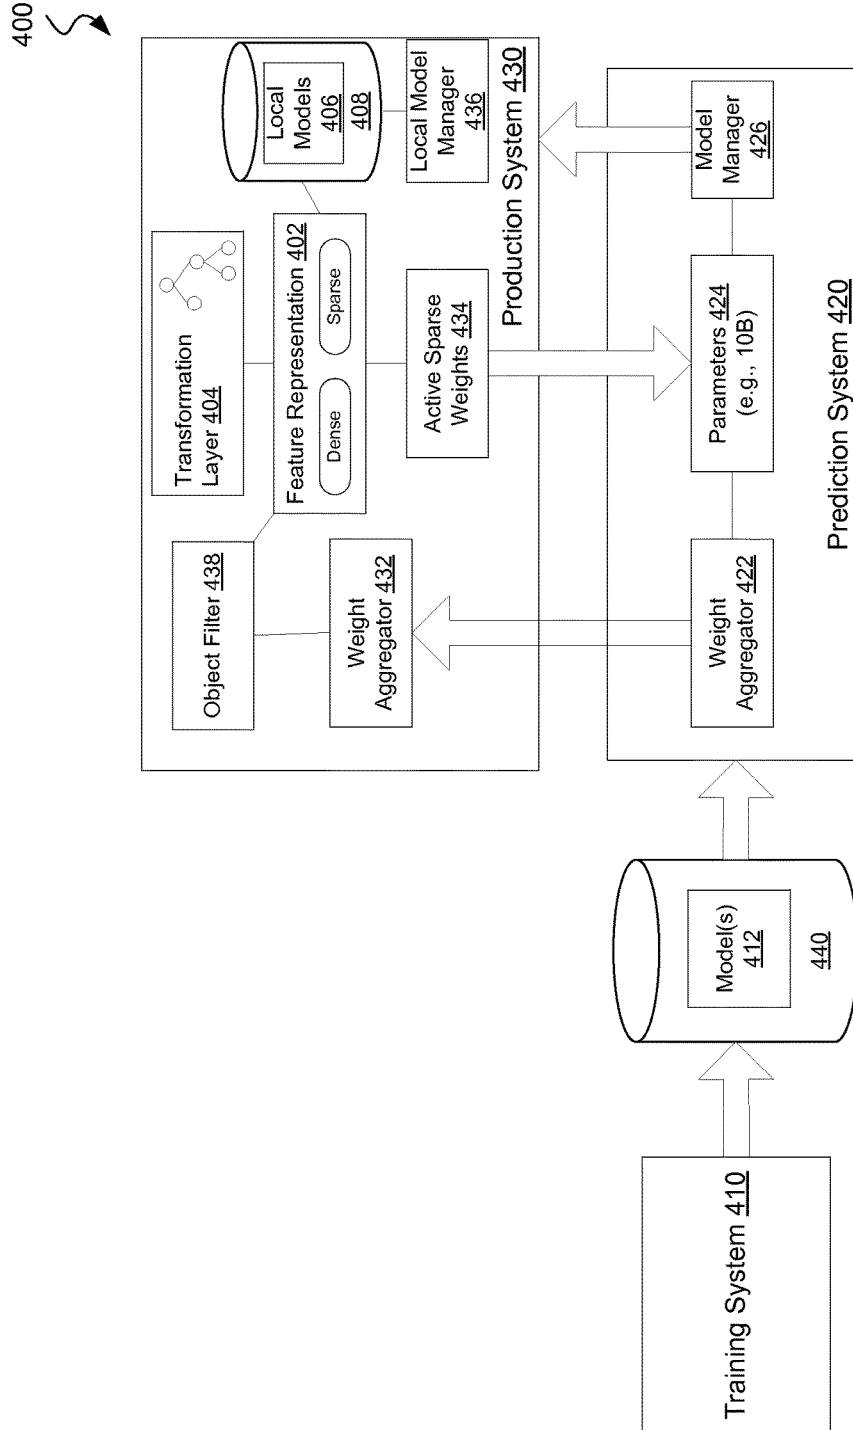 400
Transformation
Layer 404
Local
Models
406
408
Object Filter 438
Feature Representation 402
Dense
Sparse
Local Model
Manager
436
Weight
Aggregator 432
Active Sparse
Weights 434
Production System 430
Training System 410
Model(s)
412
440
Weight
Aggregator 422
Parameters 424
(e.g., 10B)
Model
Manager
426
Prediction System 420